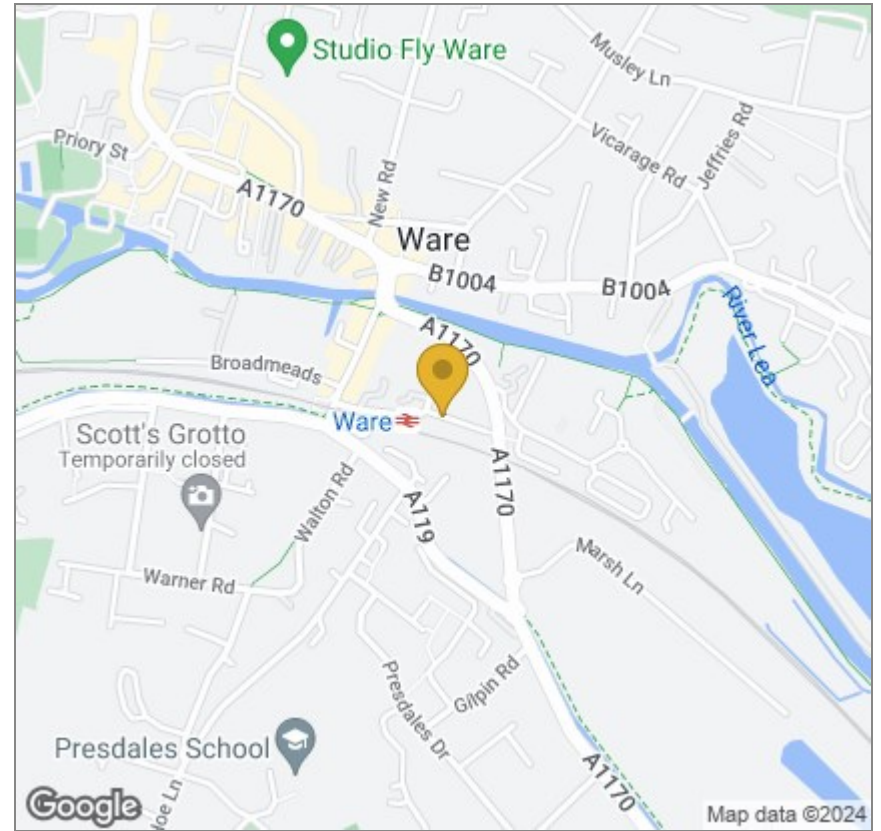 Studio Fly Ware
Musley Ln
Priory St
Vicarage Rd
Jeffries Rd
A1170
New Rd
Ware
B1004
B1004
River Lea
A1170
Broadmeads
Ware
Scott's Grotto
Temporarily closed
Walton Rd
A119
A1170
Marsh Ln
Warner Rd
Presdales Dr
Gilpin Rd
Presdales School
Hoe Ln
A1170
Google
Map data ©2024